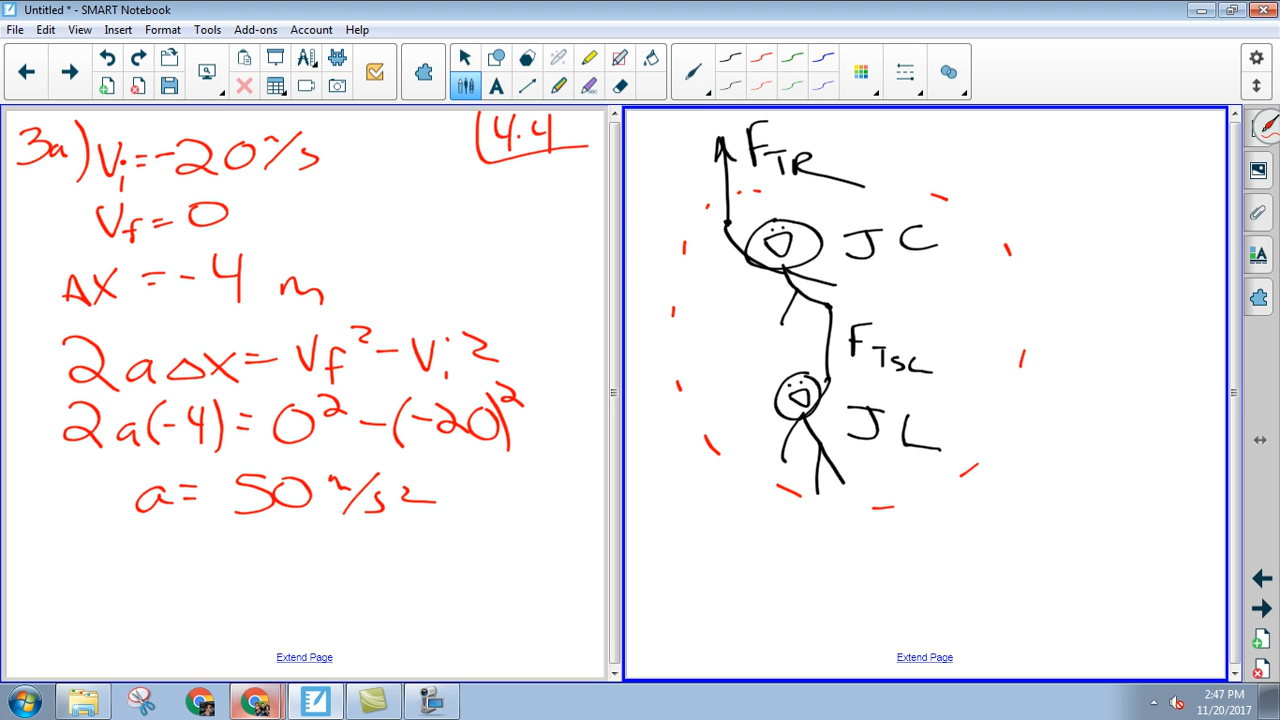 Untitled * - SMART Notebook
File Edit View Insert Format Tools Add-ons Account Help
4.4
3a) Vi = -20 m/s
Vf = 0
Δx = -4 m
2aΔx = Vf² - Vi²
2a(-4) = 0² - (-20)²
a = 50 m/s²
Extend Page
FTR
J C
FTSC
J L
Extend Page
2:47 PM
11/20/2017